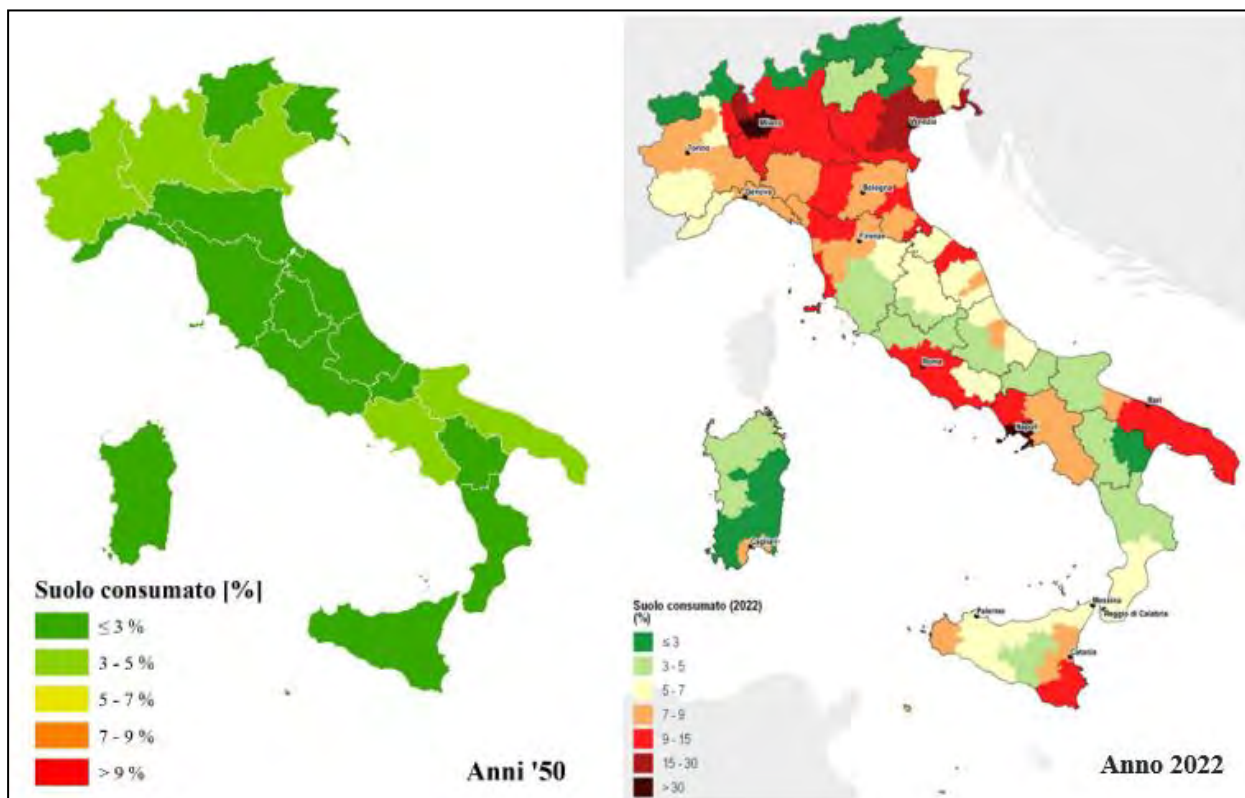 Suolo consumato [%]
≤ 3 %
3 - 5 %
5 - 7 %
7 - 9 %
> 9 %
Anni '50
Milano
Venezia
Torino
Genova
Bologna
Firenze
Roma
Napoli
Bari
Cagliari
Palermo
Messina
Reggio di Calabria
Catania
Suolo consumato (2022)
(%)
≤ 3
3 - 5
5 - 7
7 - 9
9 - 15
15 - 30
> 30
Anno 2022